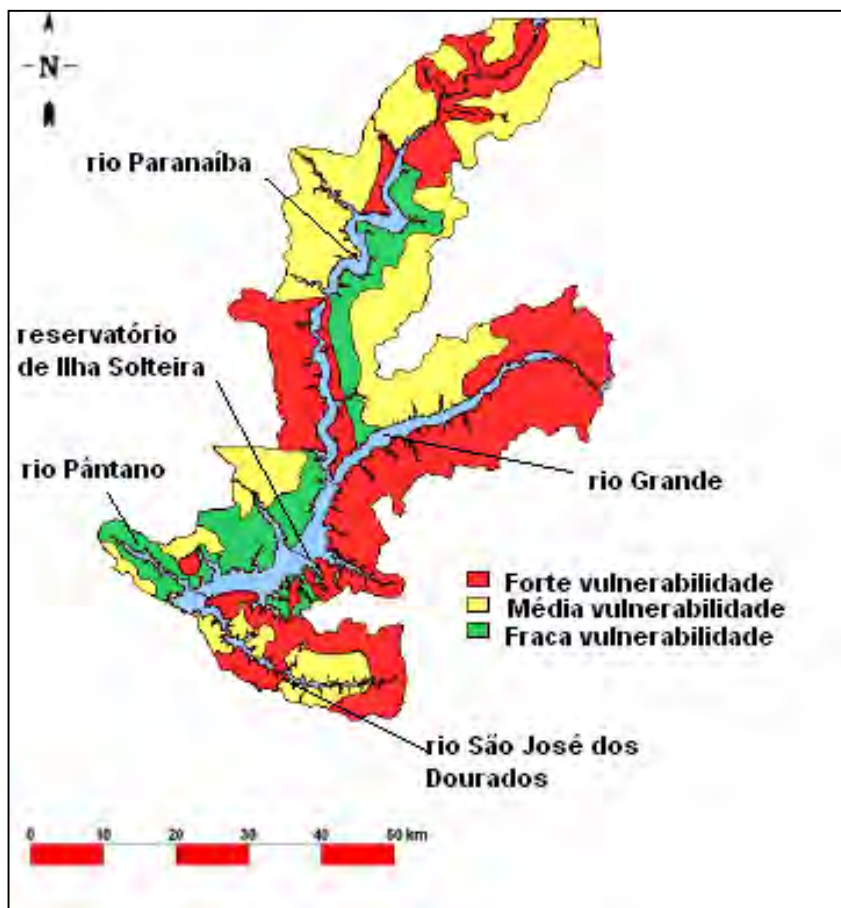 N
rio Paranaíba
reservatório
de Ilha Solteira
rio Pântano
rio Grande
Forte vulnerabilidade
Média vulnerabilidade
Fraca vulnerabilidade
rio São José dos
Dourados
0 10 20 30 40 50 km